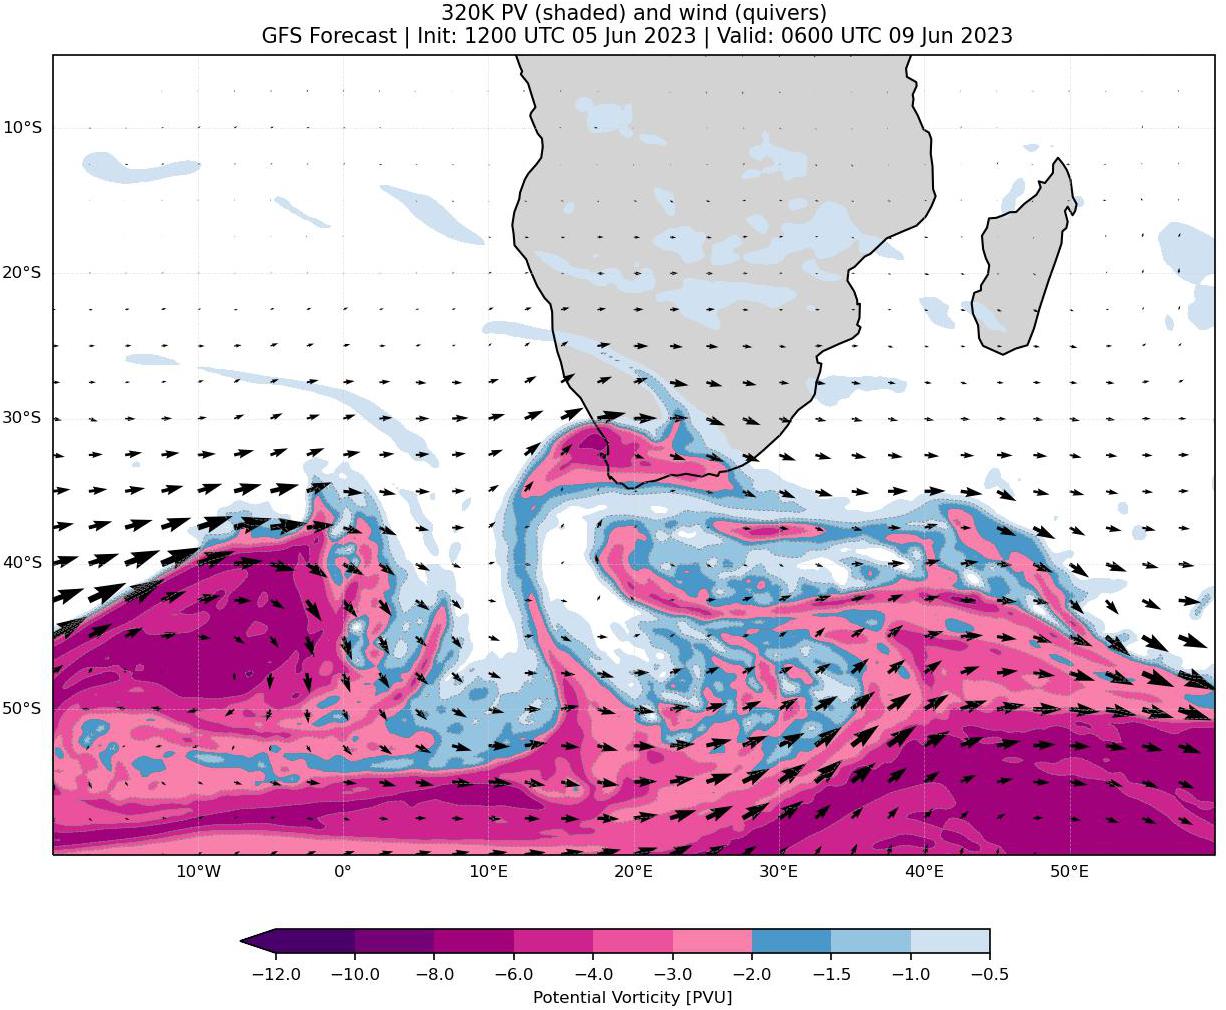 320K PV (shaded) and wind (quivers)
GFS Forecast | Init: 1200 UTC 05 Jun 2023 | Valid: 0600 UTC 09 Jun 2023
10°S
20°S
30°S
40°S
50°S
10°W 0° 10°E 20°E 30°E 40°E 50°E
−12.0 −10.0 −8.0 −6.0 −4.0 −3.0 −2.0 −1.5 −1.0 −0.5
Potential Vorticity [PVU]